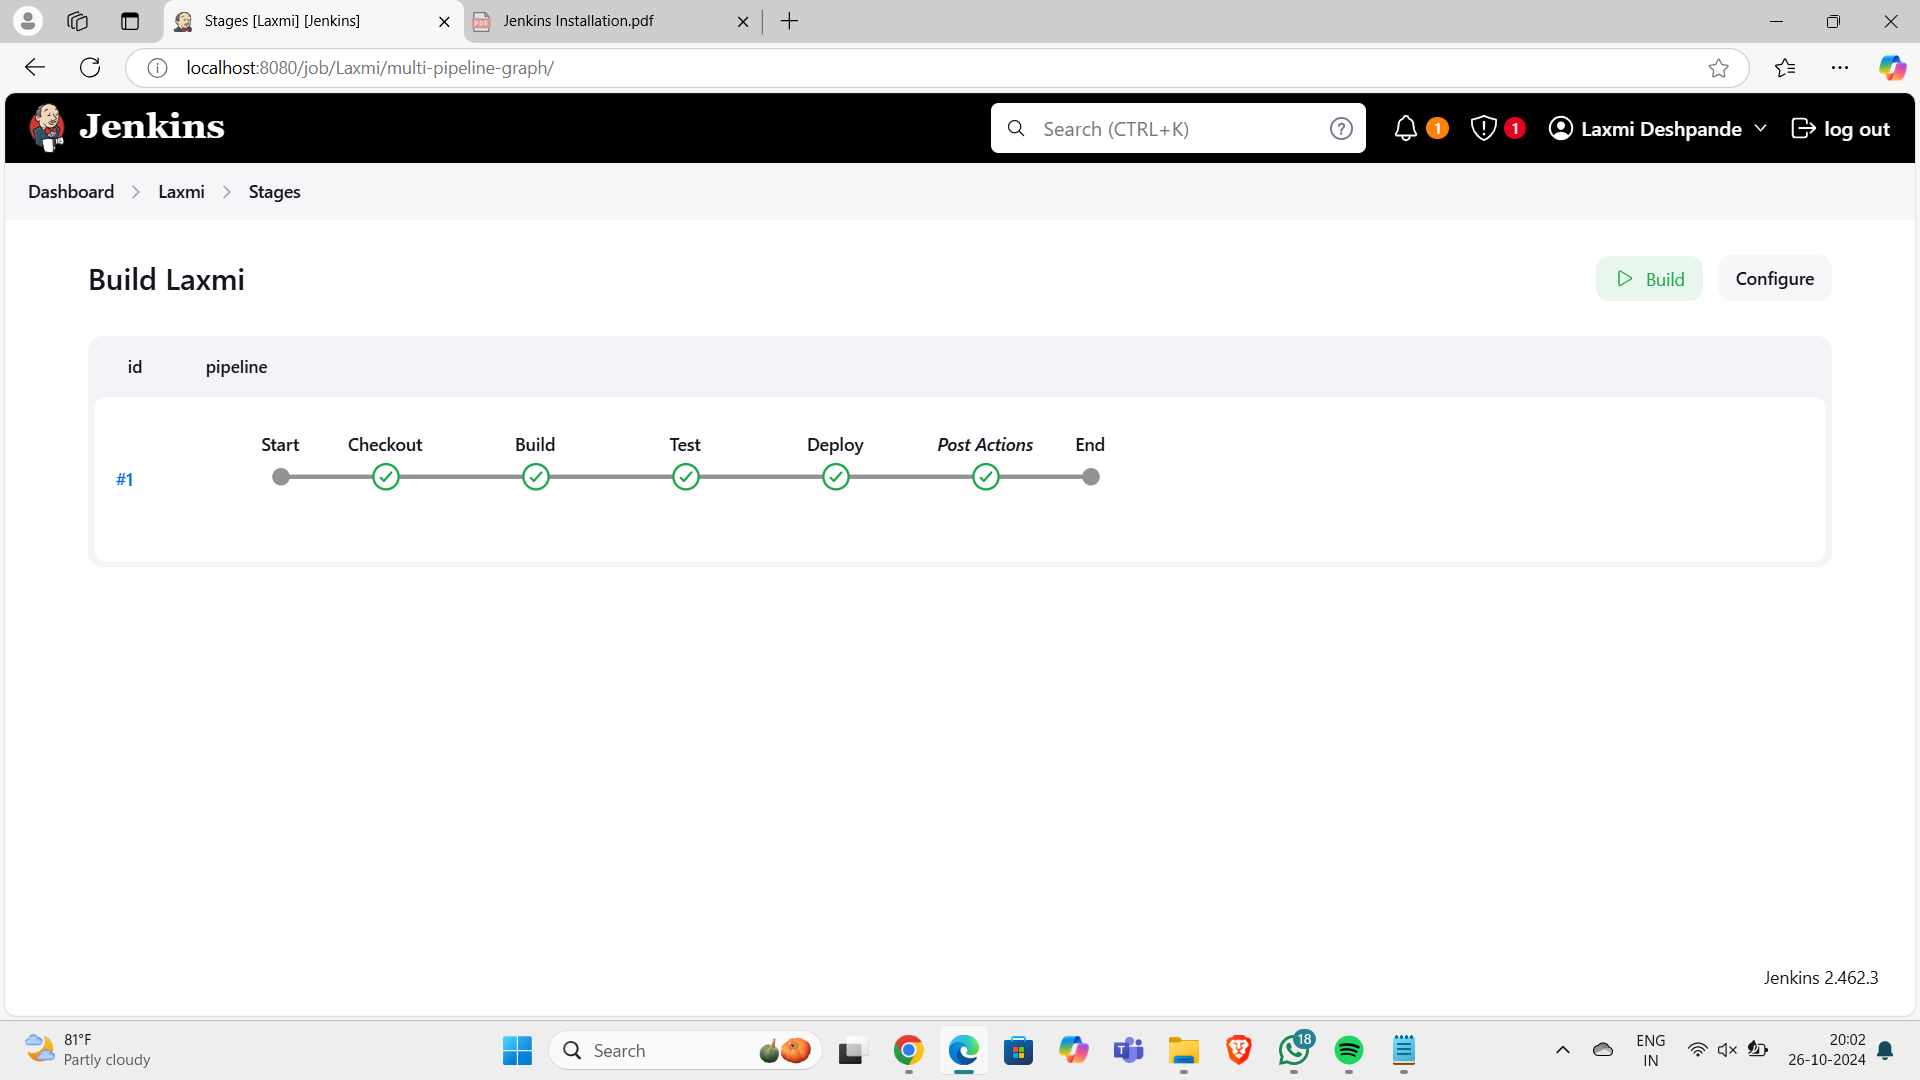 Stages [Laxmi] [Jenkins]
Jenkins Installation.pdf
localhost:8080/job/Laxmi/multi-pipeline-graph/
Jenkins
Search (CTRL+K)
1
1
Laxmi Deshpande
log out
Dashboard
Laxmi
Stages
Build Laxmi
Build
Configure
id
pipeline
Start
Checkout
Build
Test
Deploy
Post Actions
End
#1
Jenkins 2.462.3
81°F
Partly cloudy
Search
18
ENG
IN
20:02
26-10-2024